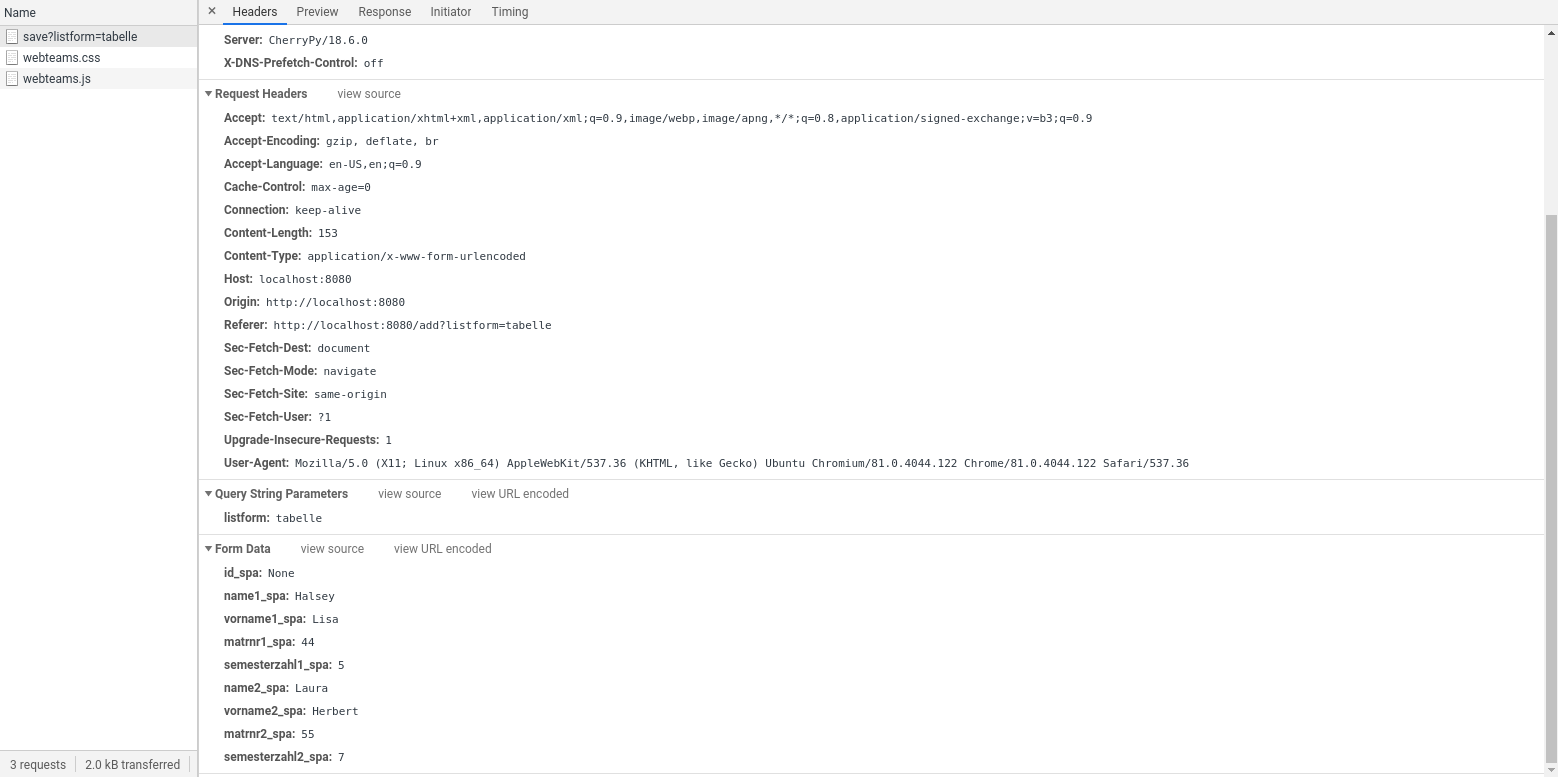 Name
save?listform=tabelle
webteams.css
webteams.js
3 requests 2.0 kB transferred
× Headers Preview Response Initiator Timing
Server: CherryPy/18.6.0
X-DNS-Prefetch-Control: off
Request Headers view source
Accept: text/html,application/xhtml+xml,application/xml;q=0.9,image/webp,image/apng,*/*;q=0.8,application/signed-exchange;v=b3;q=0.9
Accept-Encoding: gzip, deflate, br
Accept-Language: en-US,en;q=0.9
Cache-Control: max-age=0
Connection: keep-alive
Content-Length: 153
Content-Type: application/x-www-form-urlencoded
Host: localhost:8080
Origin: http://localhost:8080
Referer: http://localhost:8080/add?listform=tabelle
Sec-Fetch-Dest: document
Sec-Fetch-Mode: navigate
Sec-Fetch-Site: same-origin
Sec-Fetch-User: ?1
Upgrade-Insecure-Requests: 1
User-Agent: Mozilla/5.0 (X11; Linux x86_64) AppleWebKit/537.36 (KHTML, like Gecko) Ubuntu Chromium/81.0.4044.122 Chrome/81.0.4044.122 Safari/537.36
Query String Parameters view source view URL encoded
listform: tabelle
Form Data view source view URL encoded
id_spa: None
name1_spa: Halsey
vorname1_spa: Lisa
matrnr1_spa: 44
semesterzahl1_spa: 5
name2_spa: Laura
vorname2_spa: Herbert
matrnr2_spa: 55
semesterzahl2_spa: 7